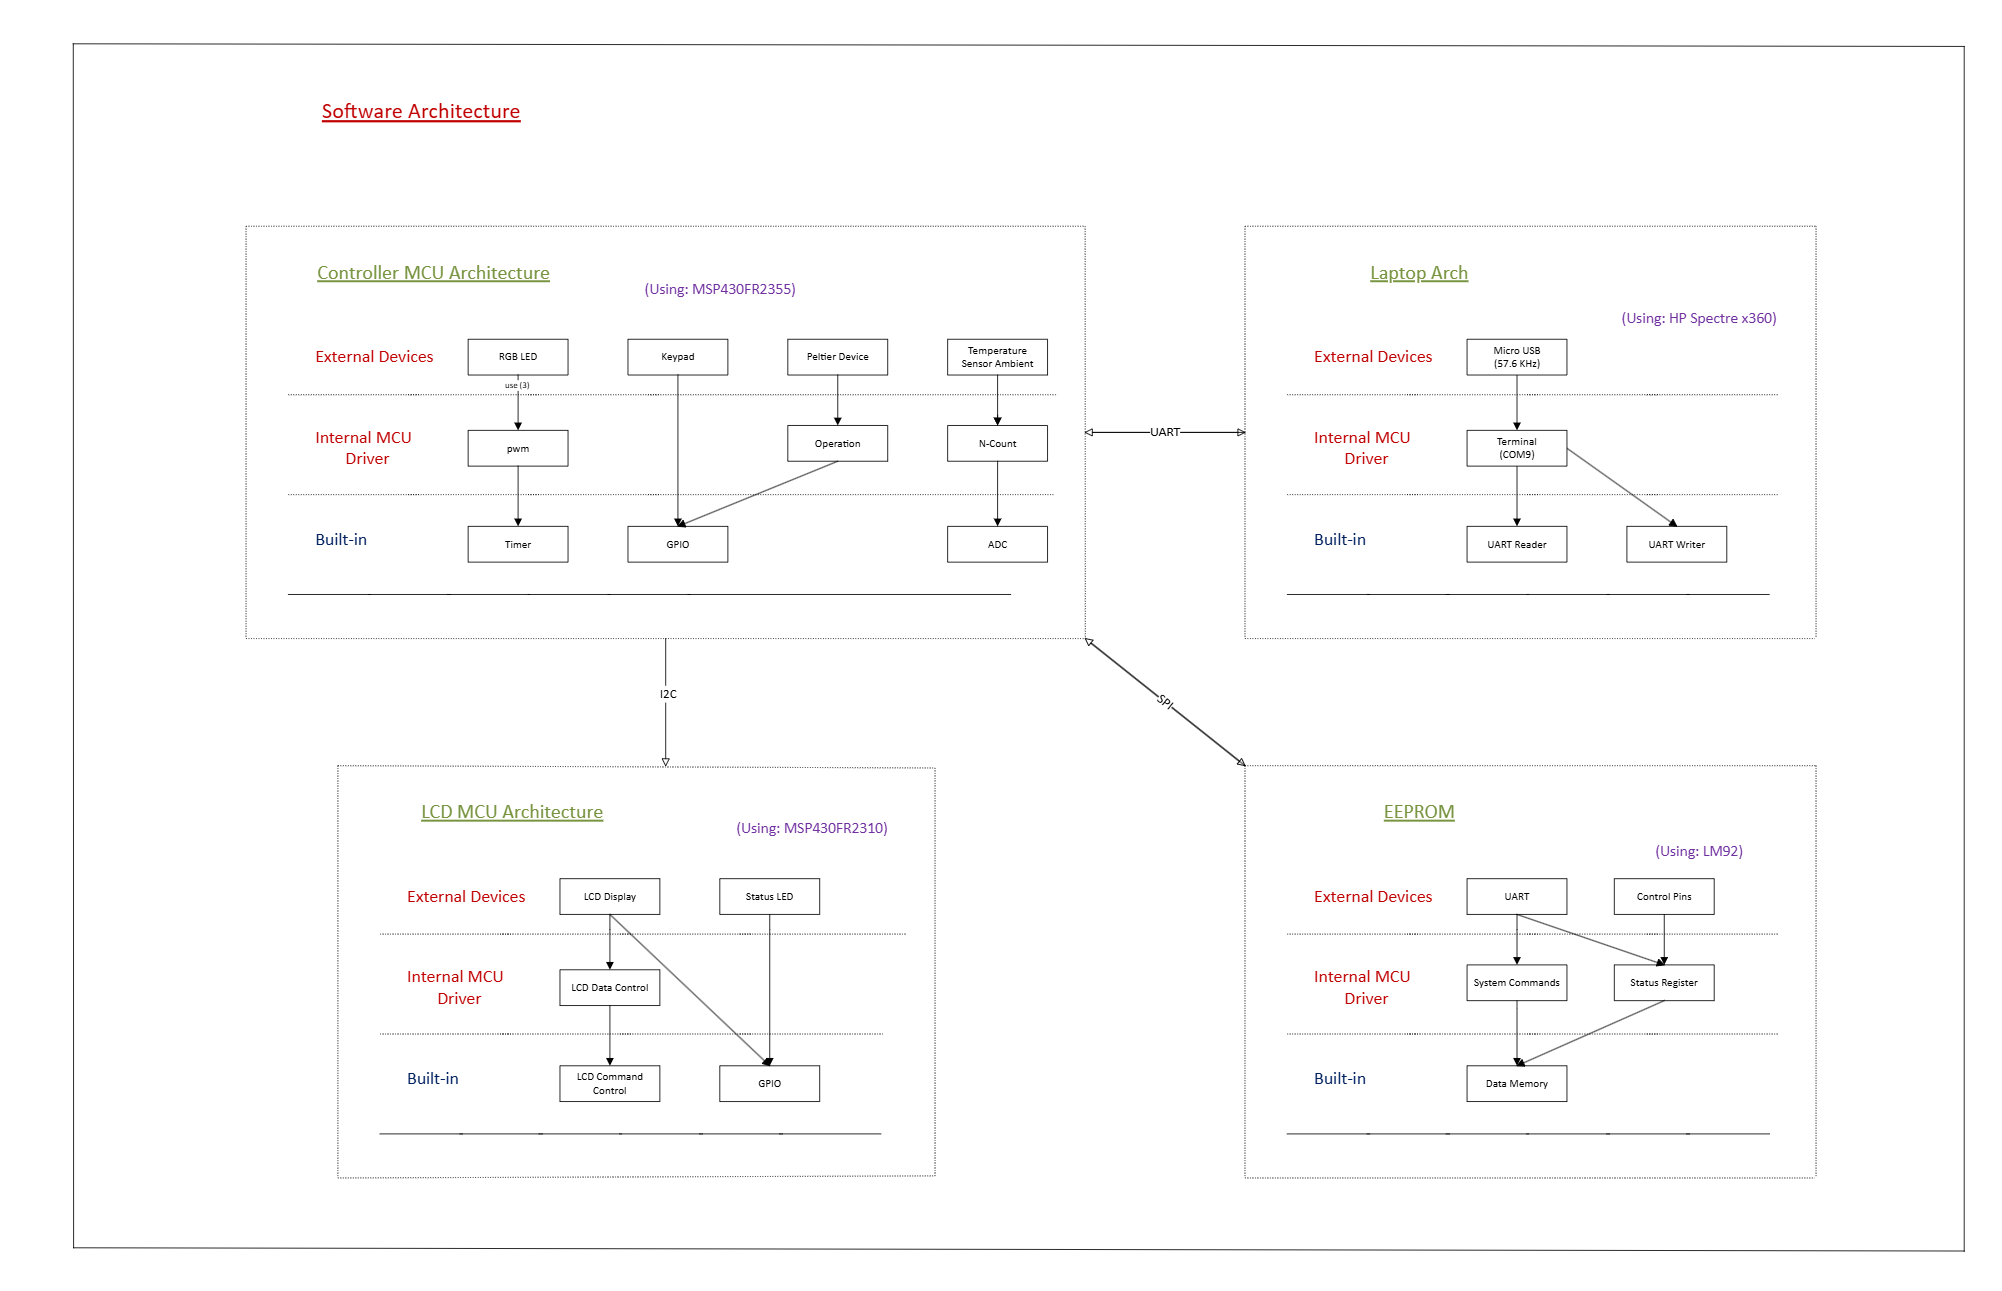 Software Architecture
Controller MCU Architecture
(Using: MSP430FR2355)
External Devices
RGB LED
Keypad
Peltier Device
Temperature
Sensor Ambient
use (3)
Internal MCU
Driver
pwm
Operation
N-Count
Built-in
Timer
GPIO
ADC
UART
Laptop Arch
(Using: HP Spectre x360)
External Devices
Micro USB
(57.6 KHz)
Internal MCU
Driver
Terminal
(COM9)
Built-in
UART Reader
UART Writer
I2C
SPI
LCD MCU Architecture
(Using: MSP430FR2310)
External Devices
LCD Display
Status LED
Internal MCU
Driver
LCD Data Control
Built-in
LCD Command
Control
GPIO
EEPROM
(Using: LM92)
External Devices
UART
Control Pins
Internal MCU
Driver
System Commands
Status Register
Built-in
Data Memory